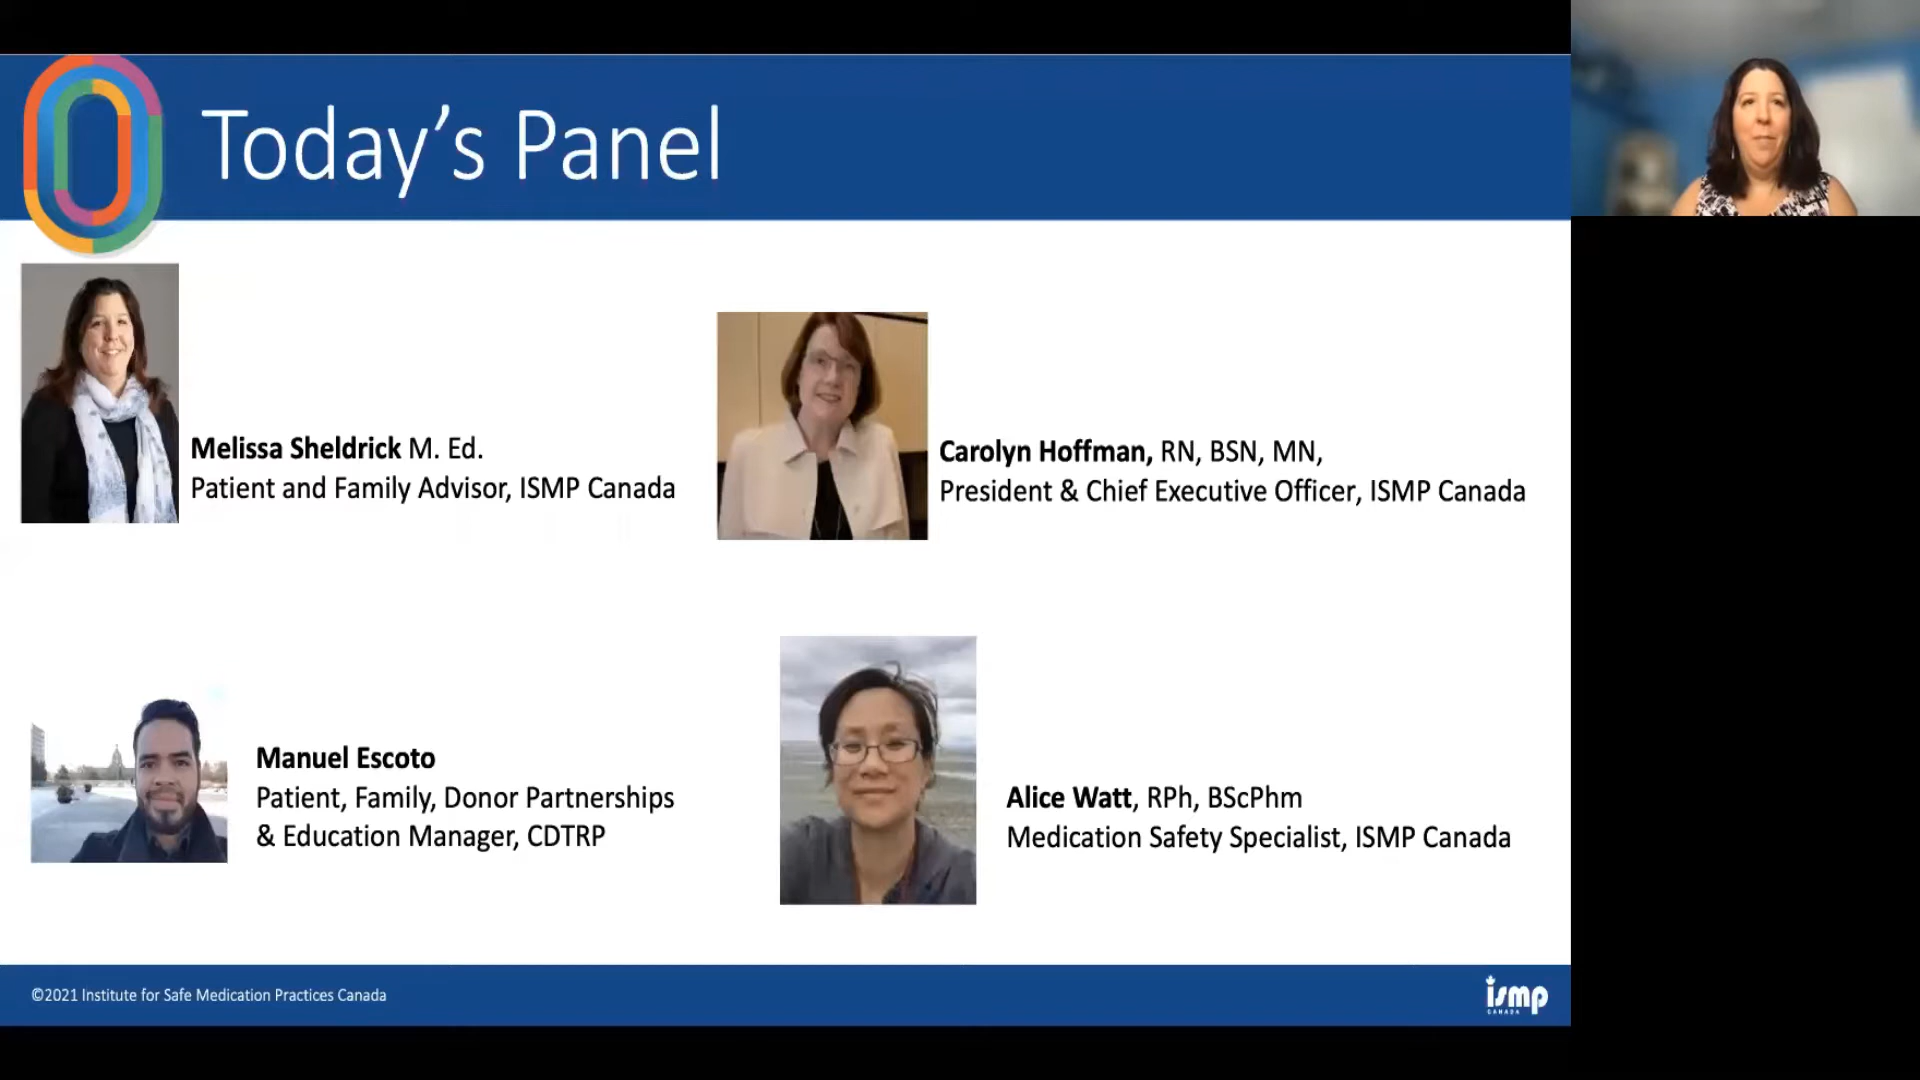 Today's Panel
Melissa Sheldrick M. Ed.
Patient and Family Advisor, ISMP Canada
Carolyn Hoffman, RN, BSN, MN,
President & Chief Executive Officer, ISMP Canada
Manuel Escoto
Patient, Family, Donor Partnerships
& Education Manager, CDTRP
Alice Watt, RPh, BScPhm
Medication Safety Specialist, ISMP Canada
©2021 Institute for Safe Medication Practices Canada
ismp
CANADA